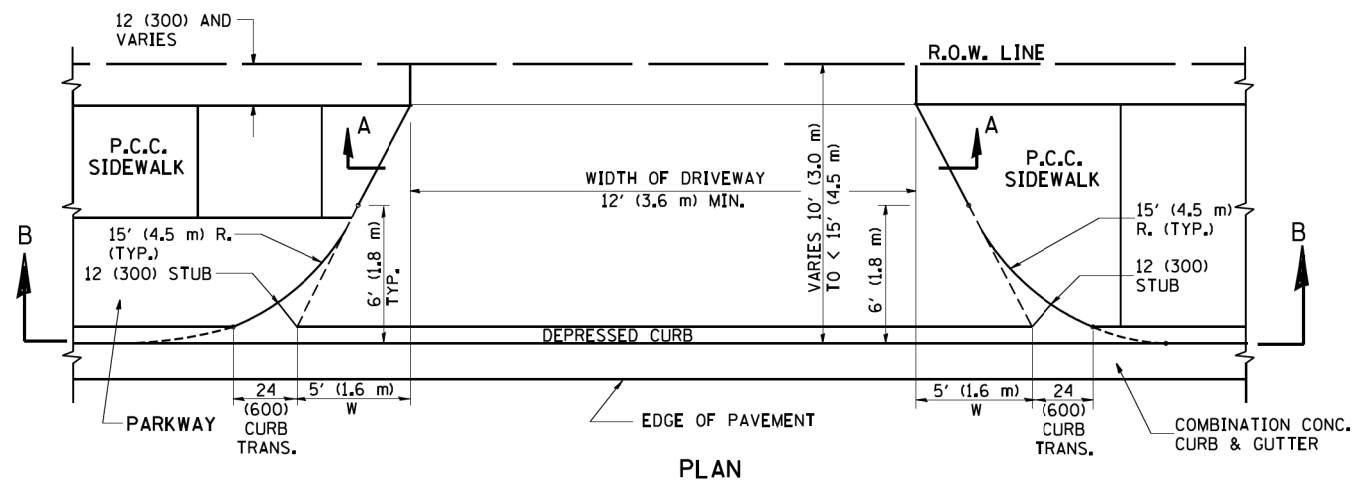 12 (300) AND
VARIES
R.O.W. LINE
A
A
P.C.C.
SIDEWALK
P.C.C.
SIDEWALK
WIDTH OF DRIVEWAY
12' (3.6 m) MIN.
VARIES 10' (3.0 m)
TO < 15' (4.5 m)
B
B
15' (4.5 m) R.
(TYP.)
12 (300) STUB
6' (1.8 m)
TYP.
6' (1.8 m)
15' (4.5 m)
R. (TYP.)
12 (300)
STUB
DEPRESSED CURB
24
(600)
CURB
TRANS.
5' (1.6 m)
W
5' (1.6 m)
W
24
(600)
CURB
TRANS.
PARKWAY
EDGE OF PAVEMENT
COMBINATION CONC.
CURB & GUTTER
PLAN